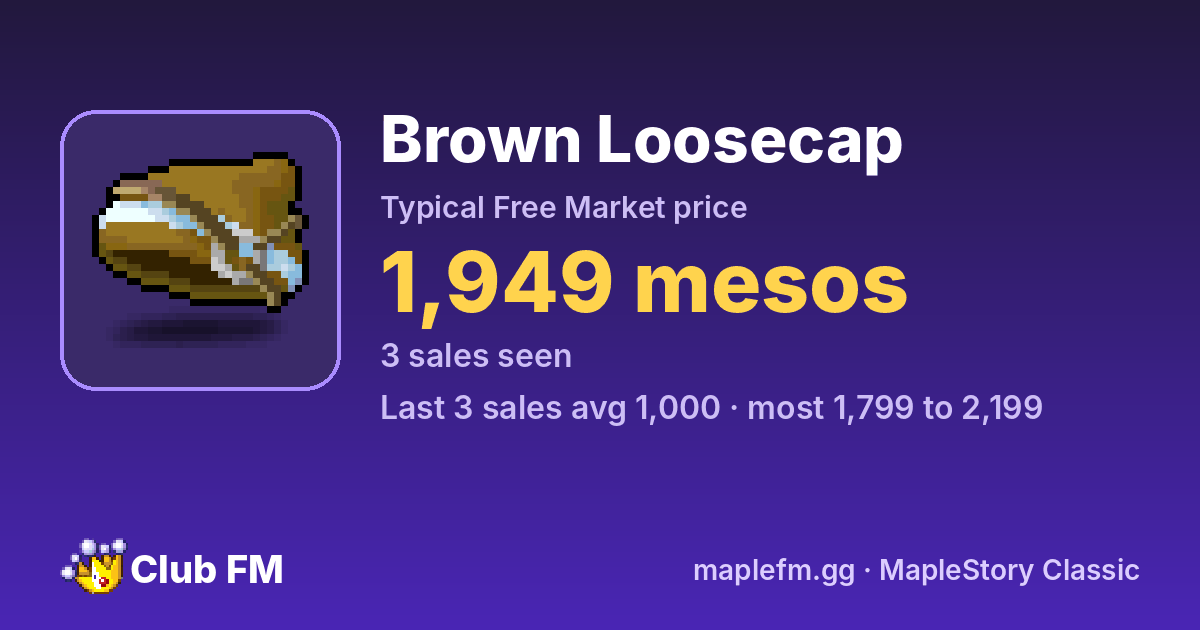 Brown Loosecap
Typical Free Market price
1,949 mesos
3 sales seen
Last 3 sales avg 1,000 · most 1,799 to 2,199
Club FM
maplefm.gg · MapleStory Classic